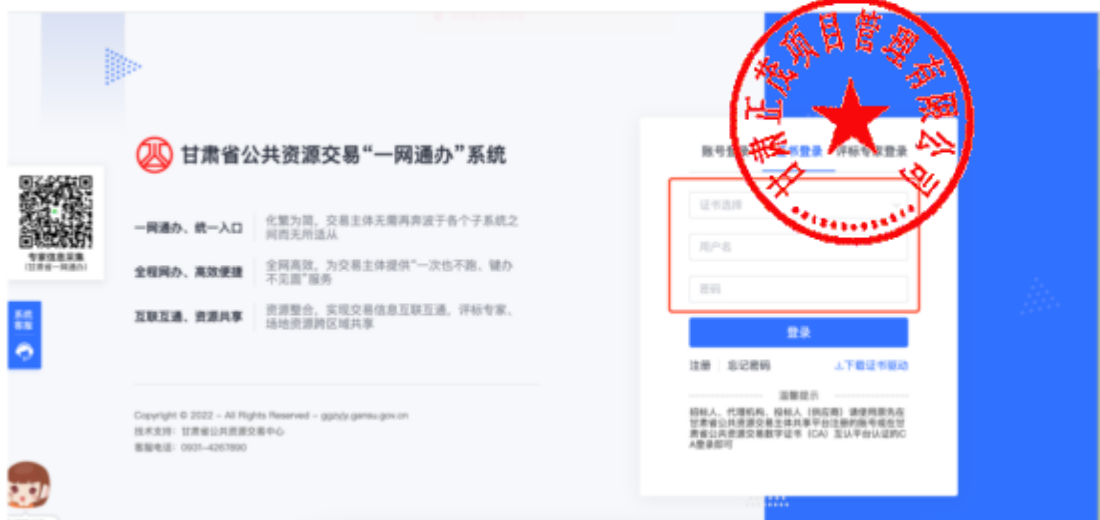 甘肃正茂项目管理有限公司
甘肃省公共资源交易“一网通办”系统
账号登
证书登录
评标专家登录
证书选择
一网通办、统一入口
化繁为简，交易主体无需再奔波于各个子系统之
间而无所适从
用户名
专家信息采集
(甘肃省一网通办)
全程网办、高效便捷
全网高效，为交易主体提供“一次也不跑、键办
不见面”服务
密码
互联互通、资源共享
资源整合，实现交易信息互联互通，评标专家、
场地资源跨区域共享
系统
客服
登录
注册
忘记密码
下载证书驱动
温馨提示
招标人、代理机构、投标人（供应商）请使用原先在
甘肃省公共资源交易主体共享平台注册的账号或在甘
肃省公共资源交易数字证书（CA）互认平台认证的C
A登录即可
Copyright © 2022 - All Rights Reserved - ggzyjy.gansu.gov.cn
技术支持：甘肃省公共资源交易中心
客服电话：0931-4267890